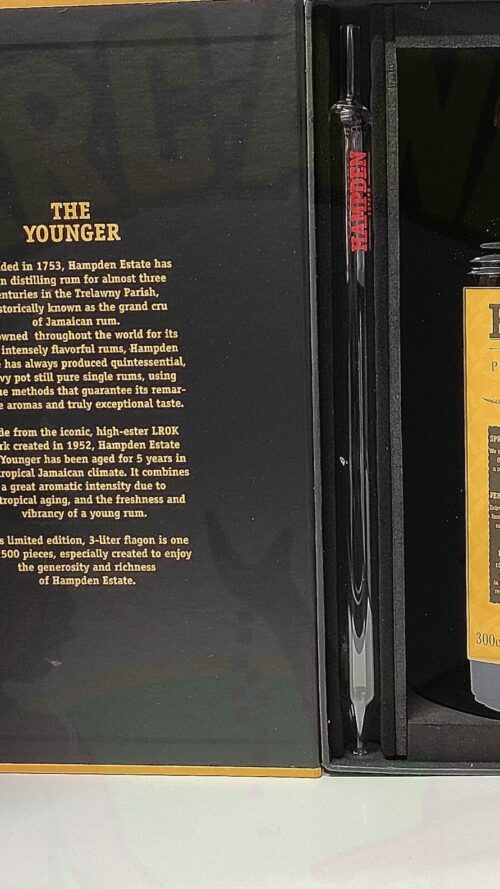 THE
YOUNGER
ded in 1753, Hampden Estate has
n distilling rum for almost three
enturies in the Trelawny Parish,
storically known as the grand cru
of Jamaican rum.
owned throughout the world for its
intensely flavorful rums, Hampden
e has always produced quintessential,
vy pot still pure single rums, using
ue methods that guarantee its remar-
e aromas and truly exceptional taste.
de from the iconic, high-ester LROK
rk created in 1952, Hampden Estate
Younger has been aged for 5 years in
tropical Jamaican climate. It combines
a great aromatic intensity due to
tropical aging, and the freshness and
vibrancy of a young rum.
s limited edition, 3-liter flagon is one
500 pieces, especially created to enjoy
the generosity and richness
of Hampden Estate.
HAMPDEN
P
300c